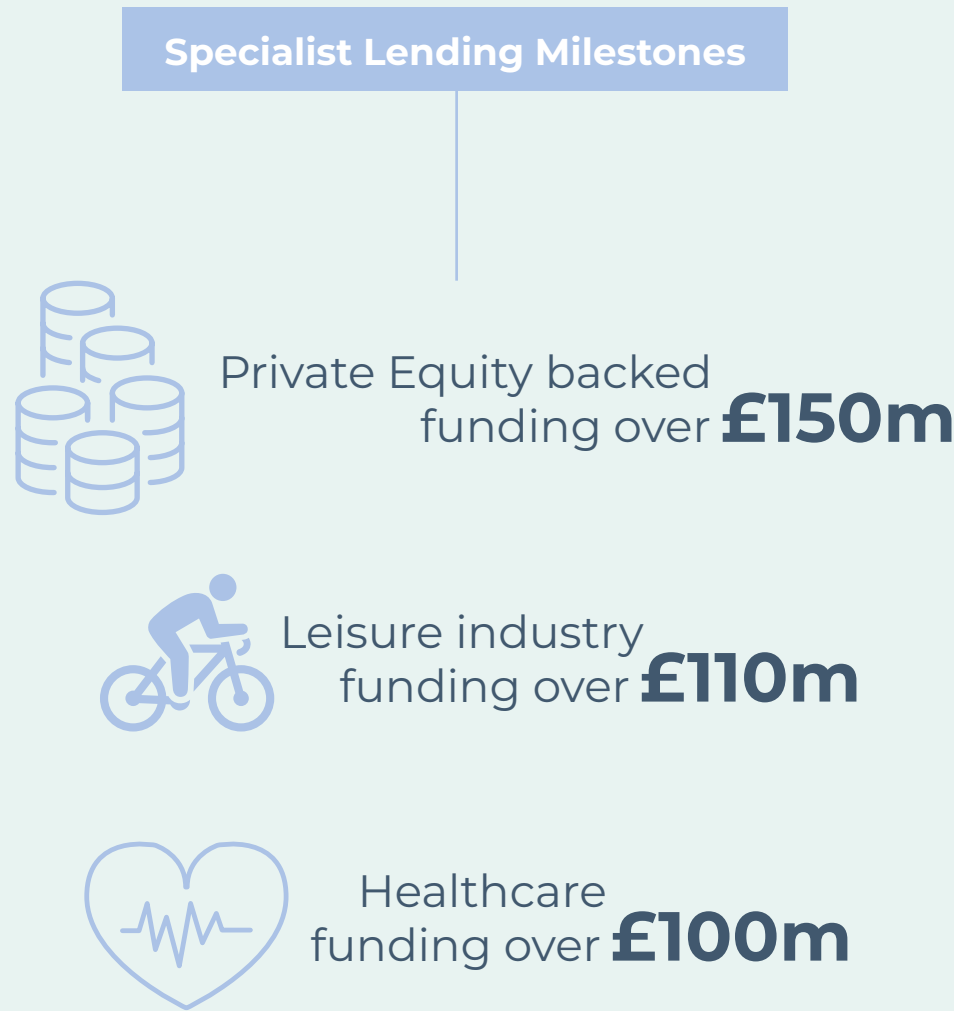 Specialist Lending Milestones
Private Equity backed
funding over £150m
Leisure industry
funding over £110m
Healthcare
funding over £100m